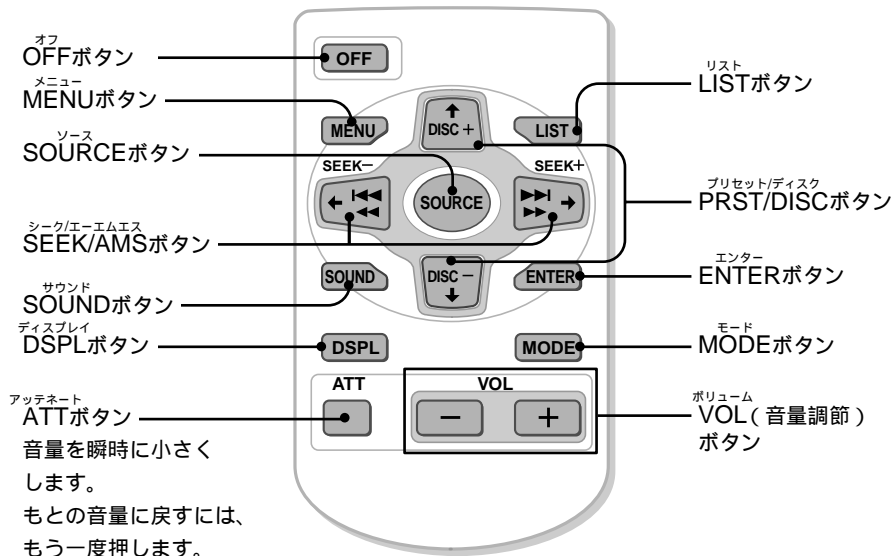 オフ
OFFボタン
メニュー
MENUボタン
ソース
SOURCEボタン
シーク/エーエムエス
SEEK/AMSボタン
サウンド
SOUNDボタン
ディスプレイ
DSPLボタン
アッテネート
ATTボタン
音量を瞬時に小さく
します。
もとの音量に戻すには、
もう一度押します。
OFF
MENU
DISC +
LIST
SEEK−
SEEK+
SOURCE
SOUND
DISC −
ENTER
DSPL
MODE
ATT
VOL
− +
リスト
LISTボタン
プリセット/ディスク
PRST/DISCボタン
エンター
ENTERボタン
モード
MODEボタン
ボリューム
VOL(音量調節)
ボタン